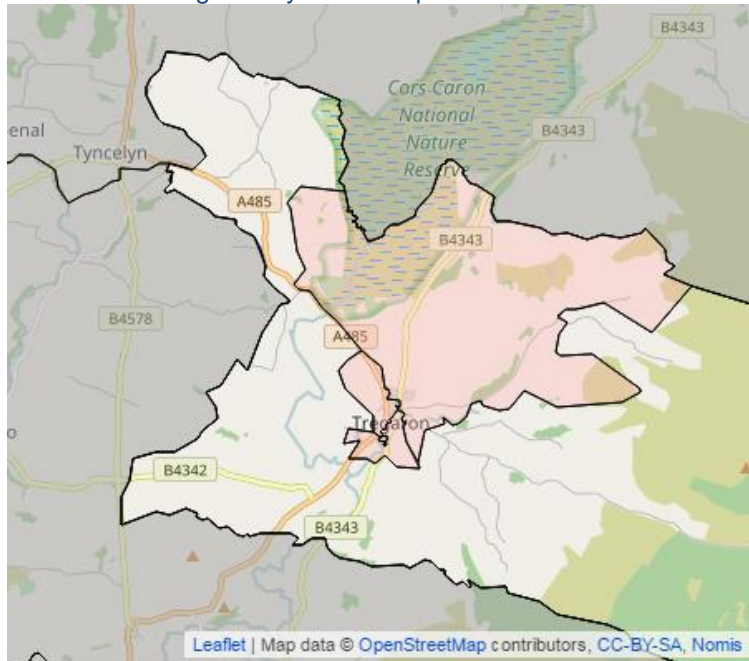 B4343
Cors Caron
National
Nature
Reserve
B4343
enal
Tyncelyn
A485
B4343
B4578
A485
Tregaron
o
B4342
B4343
Leaflet | Map data © OpenStreetMap contributors, CC-BY-SA, Nomis